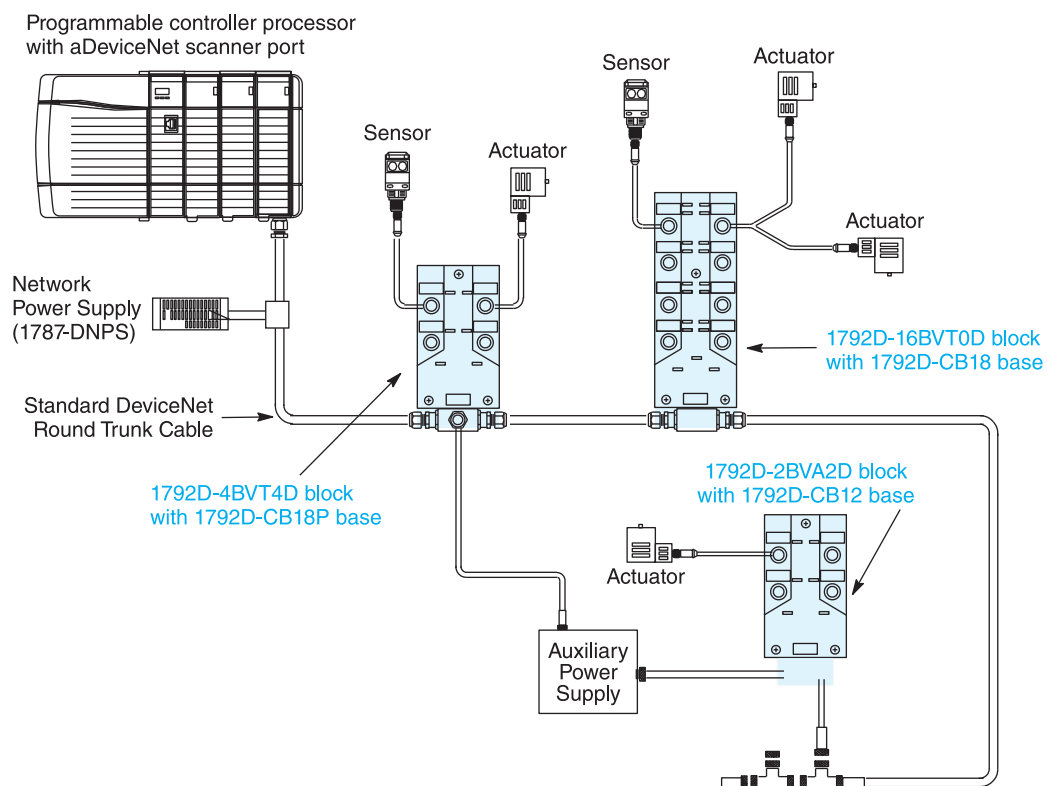 Programmable controller processor
with aDeviceNet scanner port
Sensor
Actuator
Sensor
Actuator
Actuator
Network
Power Supply
(1787-DNPS)
1792D-16BVT0D block
with 1792D-CB18 base
Standard DeviceNet
Round Trunk Cable
1792D-4BVT4D block
with 1792D-CB18P base
1792D-2BVA2D block
with 1792D-CB12 base
Actuator
Auxiliary
Power
Supply